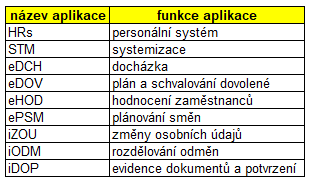 název aplikace funkce aplikace
HRs personální systém
STM systemizace
eDCH docházka
eDOV plán a schvalování dovolené
eHOD hodnocení zaměstnanců
ePSM plánování směn
iZOU změny osobních údajů
iODM rozdělování odměn
iDOP evidence dokumentů a potvrzení